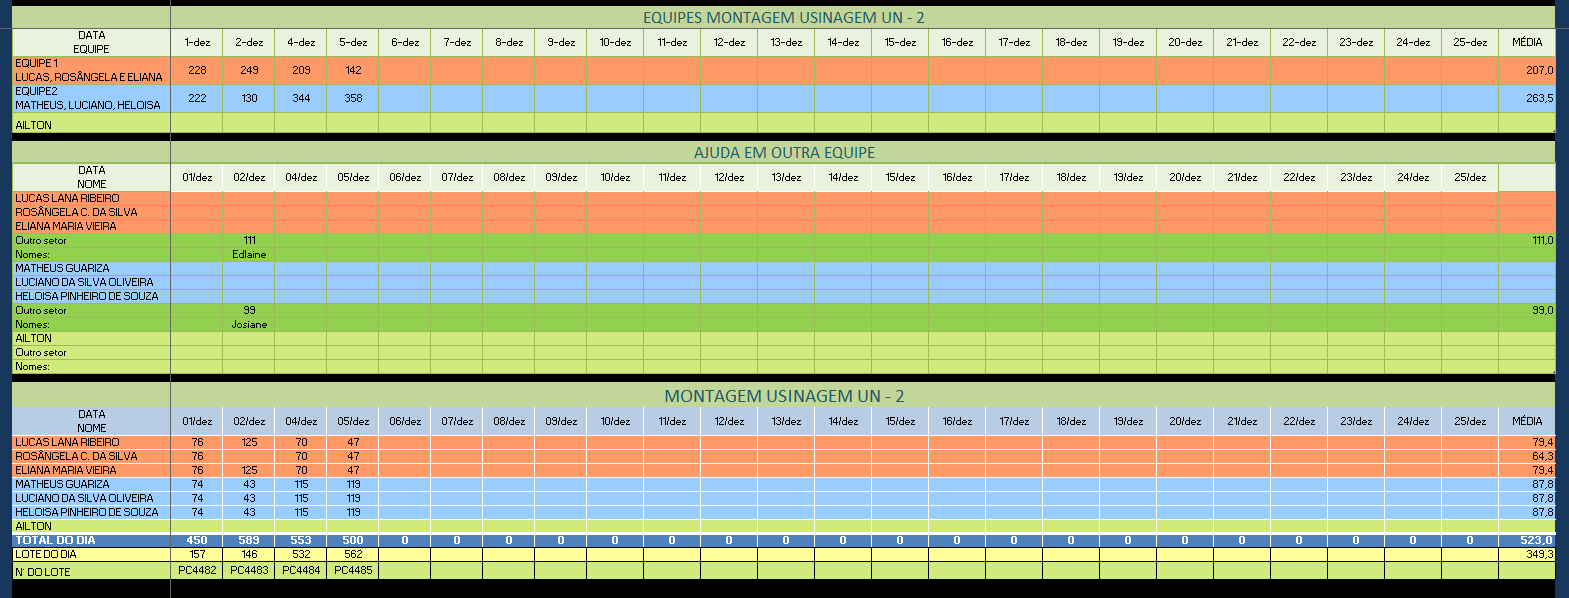 EQUIPES MONTAGEM USINAGEM UN - 2
DATA
EQUIPE 1-dez 2-dez 4-dez 5-dez 6-dez 7-dez 8-dez 9-dez 10-dez 11-dez 12-dez 13-dez 14-dez 15-dez 16-dez 17-dez 18-dez 19-dez 20-dez 21-dez 22-dez 23-dez 24-dez 25-dez MÉDIA
EQUIPE 1
LUCAS, ROSÂNGELA E ELIANA 228 249 209 142 207,0
EQUIPE2
MATHEUS, LUCIANO, HELOISA 222 130 344 358 263,5
AILTON
AJUDA EM OUTRA EQUIPE
DATA
NOME 01/dez 02/dez 04/dez 05/dez 06/dez 07/dez 08/dez 09/dez 10/dez 11/dez 12/dez 13/dez 14/dez 15/dez 16/dez 17/dez 18/dez 19/dez 20/dez 21/dez 22/dez 23/dez 24/dez 25/dez
LUCAS LANA RIBEIRO
ROSÂNGELA C. DA SILVA
ELIANA MARIA VIEIRA
Outro setor 111 111,0
Nomes: Edlaine
MATHEUS GUARIZA
LUCIANO DA SILVA OLIVEIRA
HELOISA PINHEIRO DE SOUZA
Outro setor 99 99,0
Nomes: Josiane
AILTON
Outro setor
Nomes:
MONTAGEM USINAGEM UN - 2
DATA
NOME 01/dez 02/dez 04/dez 05/dez 06/dez 07/dez 08/dez 09/dez 10/dez 11/dez 12/dez 13/dez 14/dez 15/dez 16/dez 17/dez 18/dez 19/dez 20/dez 21/dez 22/dez 23/dez 24/dez 25/dez MÉDIA
LUCAS LANA RIBEIRO 76 125 70 47 79,4
ROSÂNGELA C. DA SILVA 76 70 47 64,3
ELIANA MARIA VIEIRA 76 125 70 47 79,4
MATHEUS GUARIZA 74 43 115 119 87,8
LUCIANO DA SILVA OLIVEIRA 74 43 115 119 87,8
HELOISA PINHEIRO DE SOUZA 74 43 115 119 87,8
AILTON
TOTAL DO DIA 450 589 553 500 0 0 0 0 0 0 0 0 0 0 0 0 0 0 0 0 0 0 0 0 523,0
LOTE DO DIA 157 146 532 562 349,3
N° DO LOTE PC4482 PC4483 PC4484 PC4485